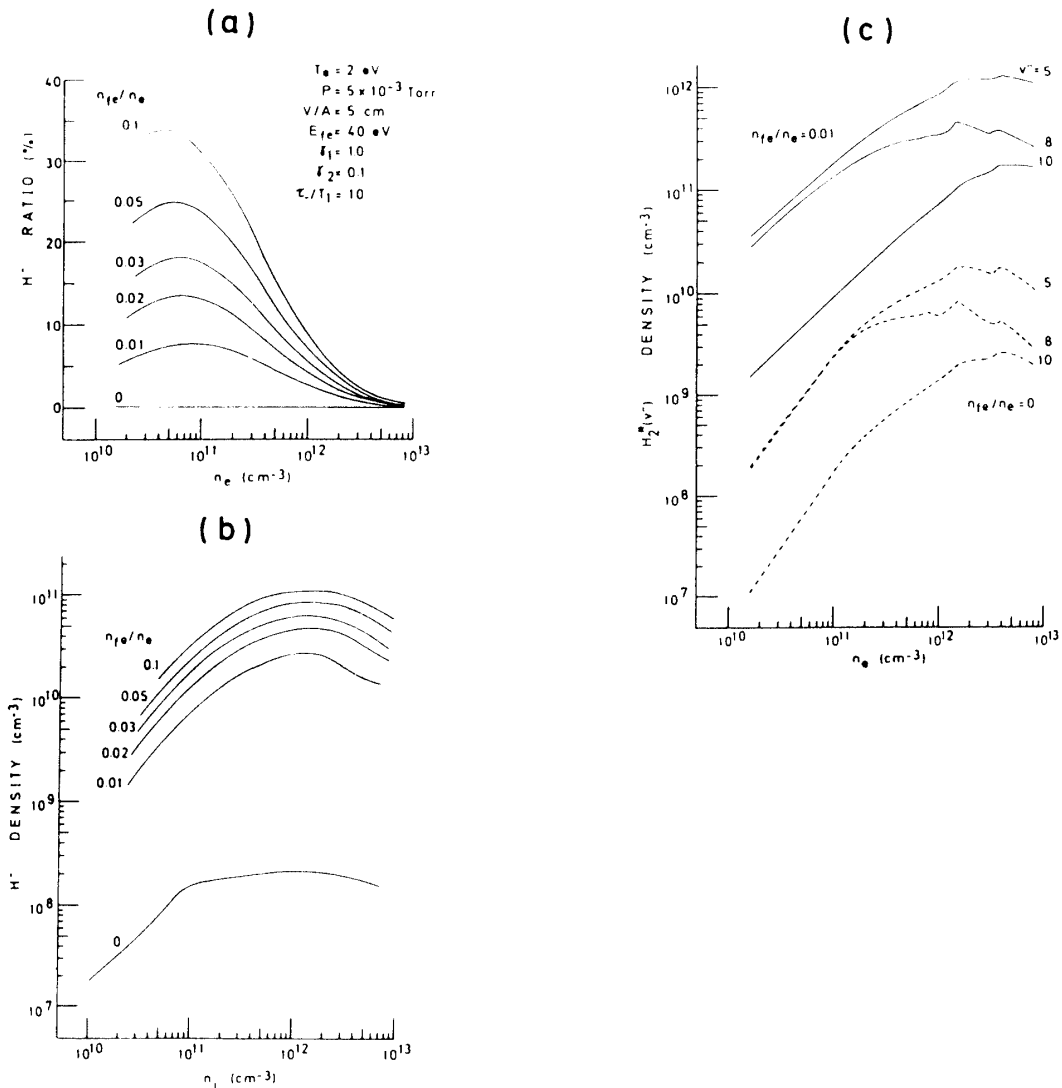 (a)
T_e = 2 eV
P = 5 x 10^-3 Torr
V/A = 5 cm
E_fe = 40 eV
γ_1 = 1.0
γ_2 = 0.1
τ_-/T_1 = 1.0
n_fe/n_e
0.1
0.05
0.03
0.02
0.01
0
40
30
20
10
0
H^- RATIO (%)
10^10
10^11
10^12
10^13
n_e (cm^-3)
(b)
n_fe/n_e
0.1
0.05
0.03
0.02
0.01
0
10^11
10^10
10^9
10^8
10^7
H^- DENSITY (cm^-3)
10^10
10^11
10^12
10^13
(cm^-3)
(c)
v" = 5
8
10
n_fe/n_e = 0.01
5
8
10
n_fe/n_e = 0
10^12
10^11
10^10
10^9
10^8
10^7
H_2^*(v") DENSITY (cm^-3)
10^10
10^11
10^12
10^13
n_e (cm^-3)